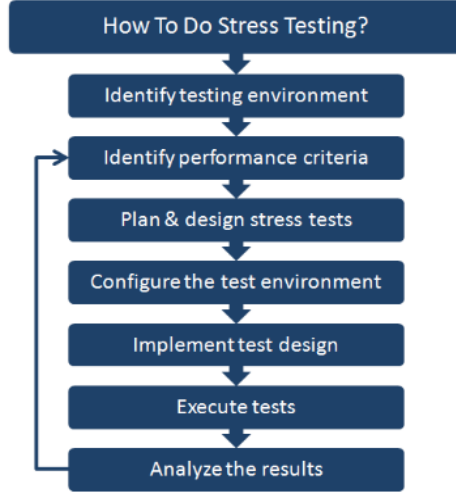 How To Do Stress Testing?
Identify testing environment
Identify performance criteria
Plan & design stress tests
Configure the test environment
Implement test design
Execute tests
Analyze the results